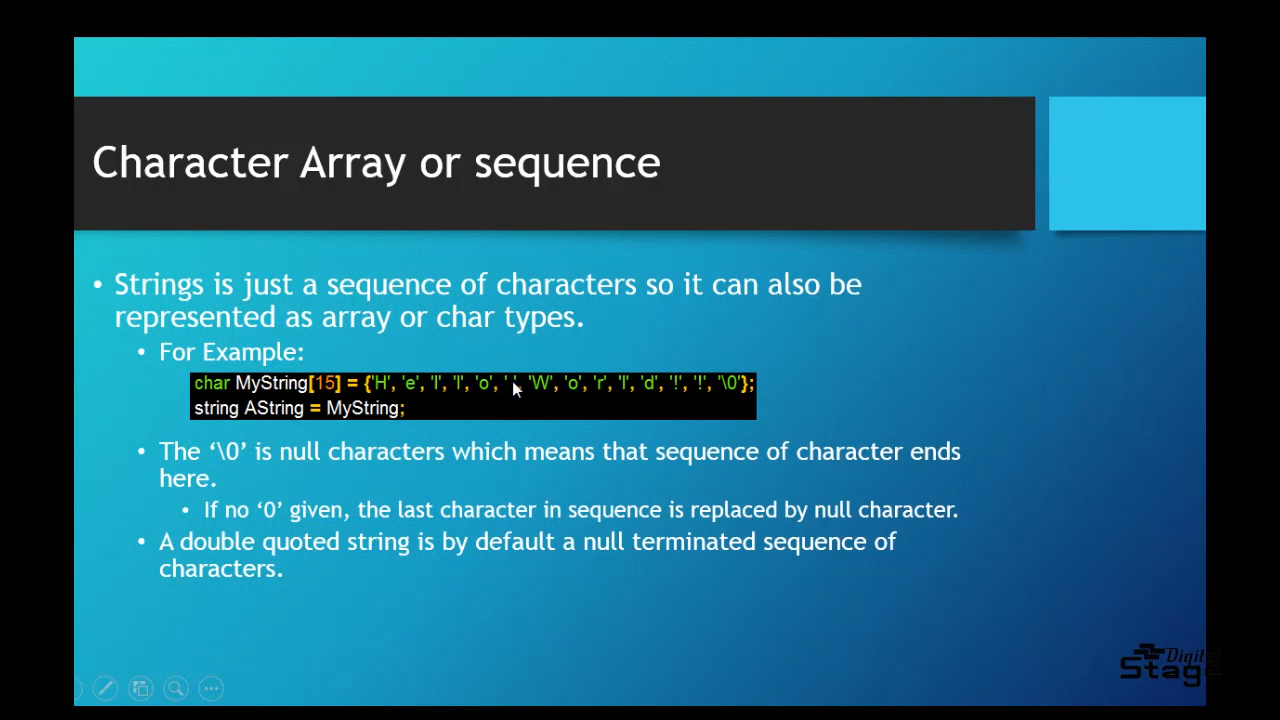 Character Array or sequence
• Strings is just a sequence of characters so it can also be
represented as array or char types.
• For Example:
char MyString[15] = {'H', 'e', 'l', 'l', 'o', ' ', 'W', 'o', 'r', 'l', 'd', '!', '!', '\0'};
string AString = MyString;
• The ‘\0’ is null characters which means that sequence of character ends
here.
• If no ‘0’ given, the last character in sequence is replaced by null character.
• A double quoted string is by default a null terminated sequence of
characters.
Digital
Stage